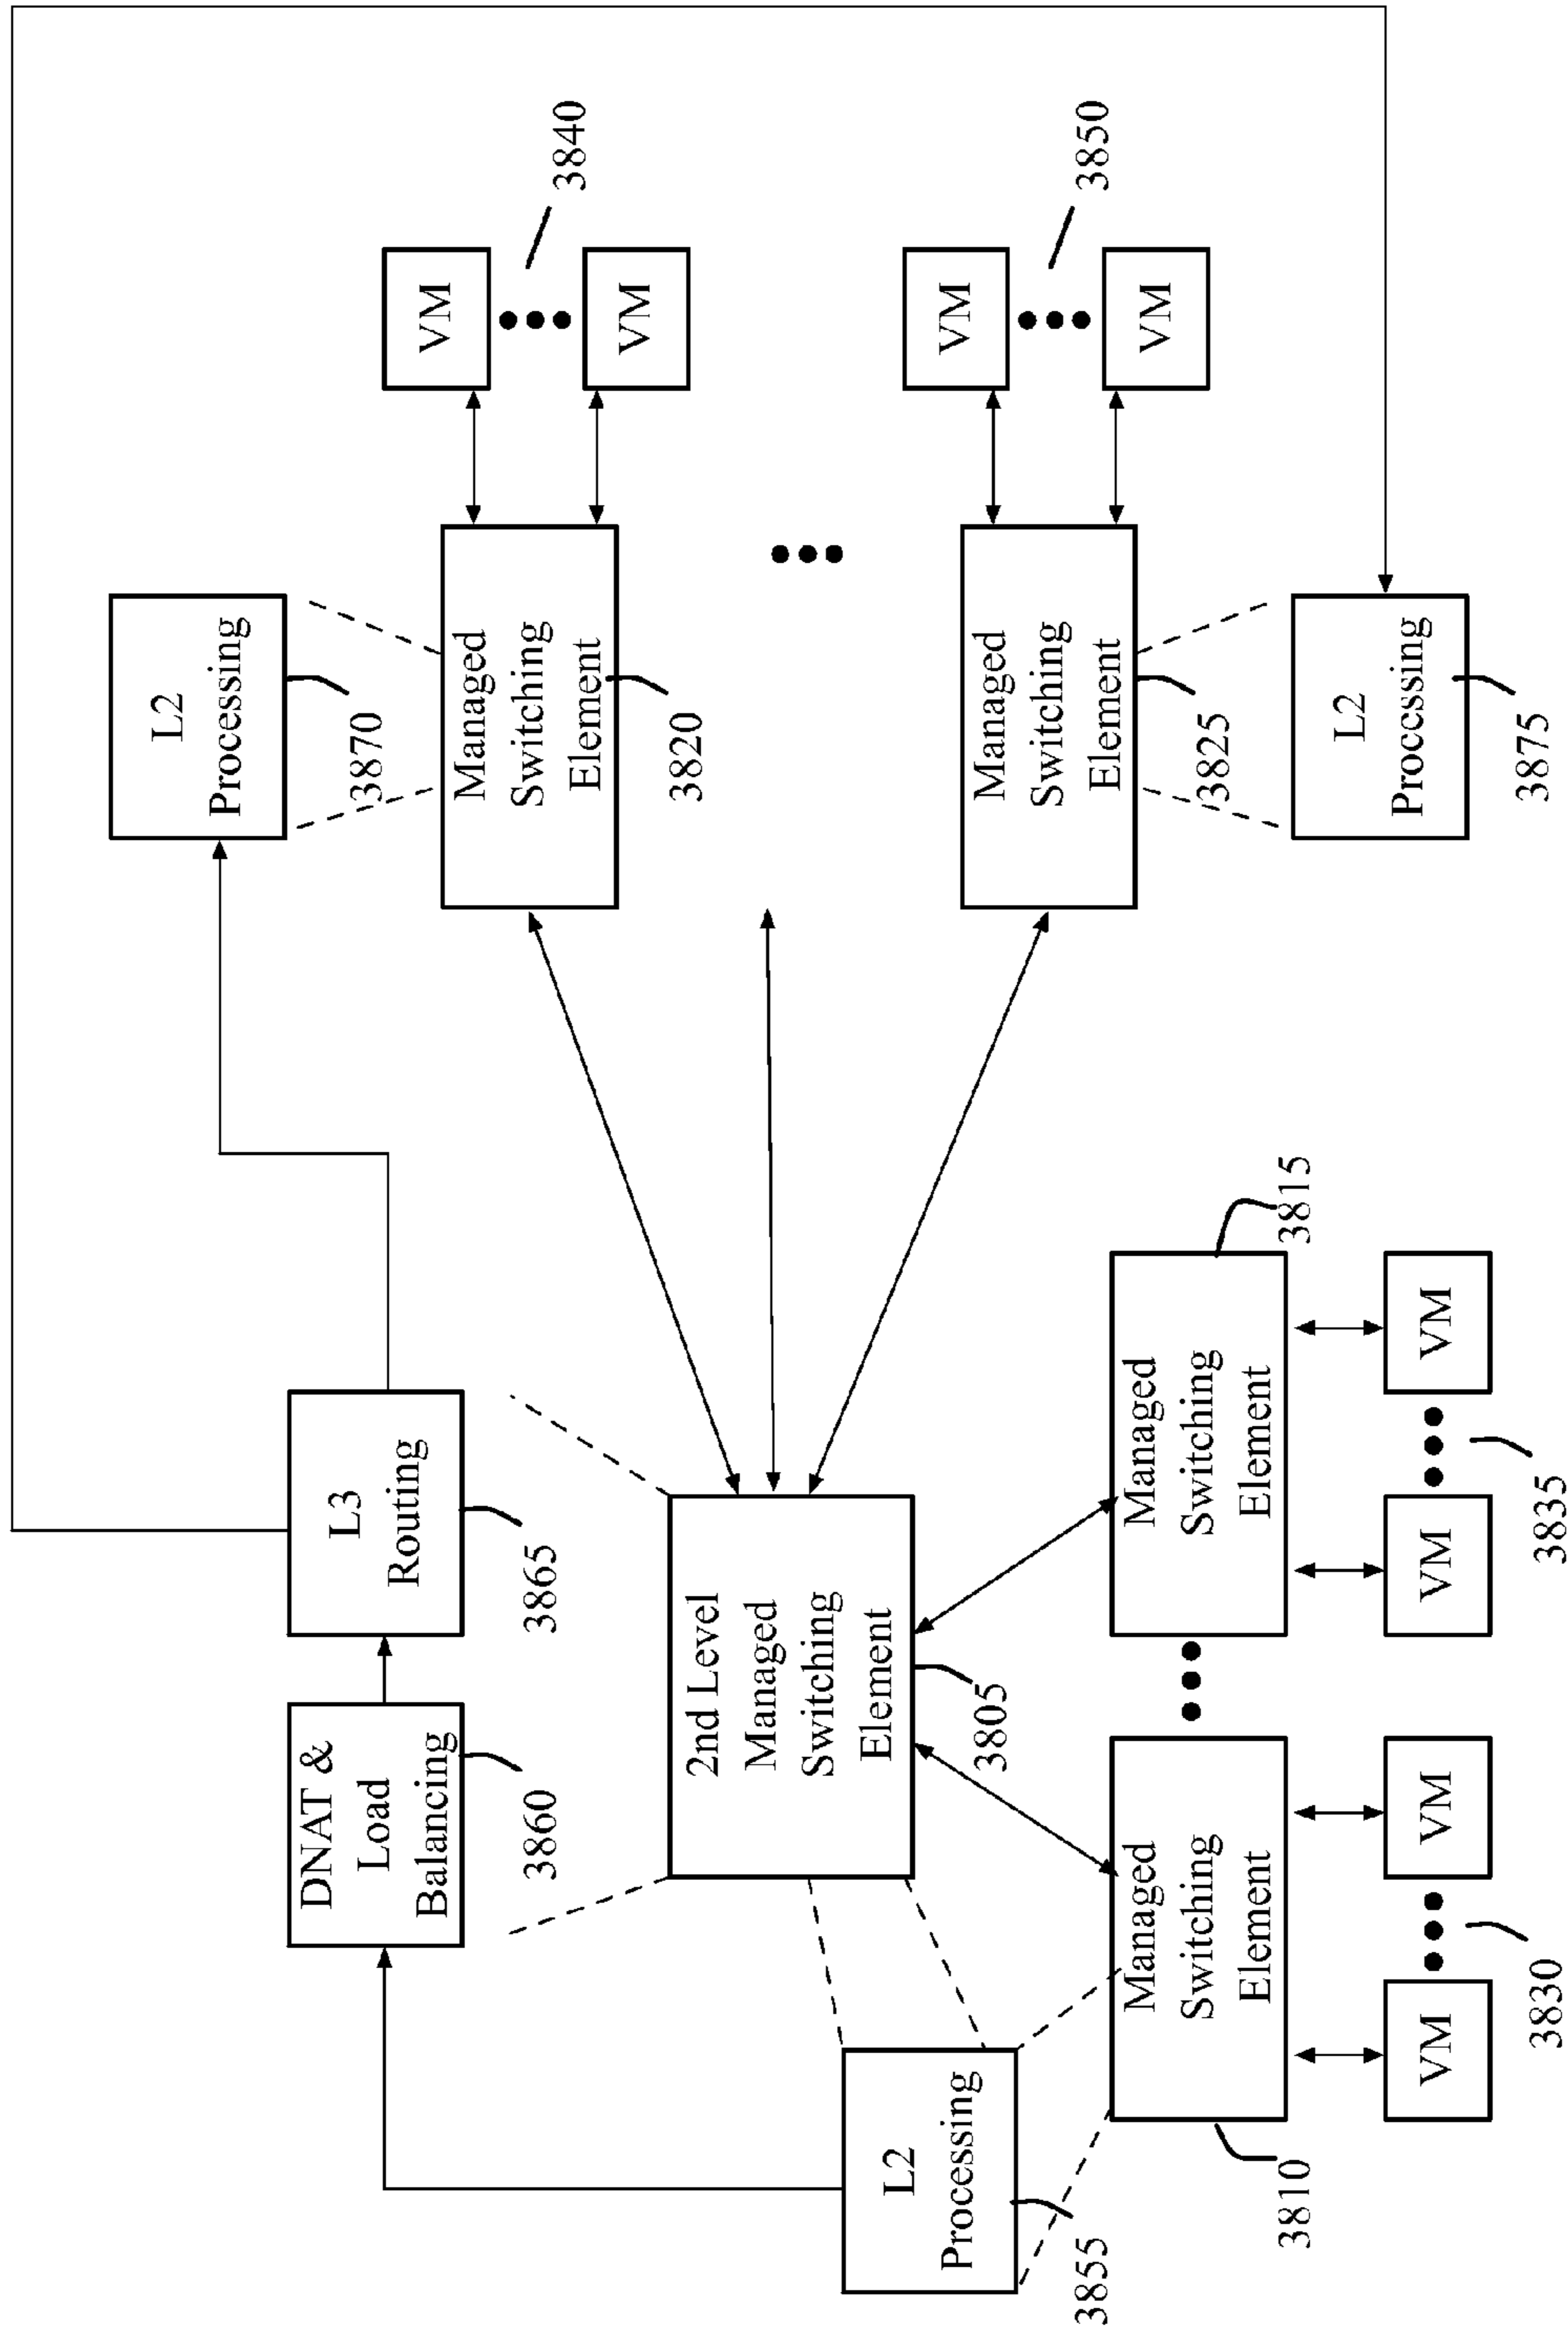 L2
Processing
3870
DNAT &
Load
Balancing
3860
L3
Routing
3865
VM
VM
3840
Managed
Switching
Element
3820
2nd Level
Managed
Switching
Element
3805
L2
Processing
3855
VM
VM
3850
Managed
Switching
Element
3825
Managed
Switching
Element
3810
Managed
Switching
Element
3815
L2
Processing
3875
VM
VM
3830
VM
VM
3835